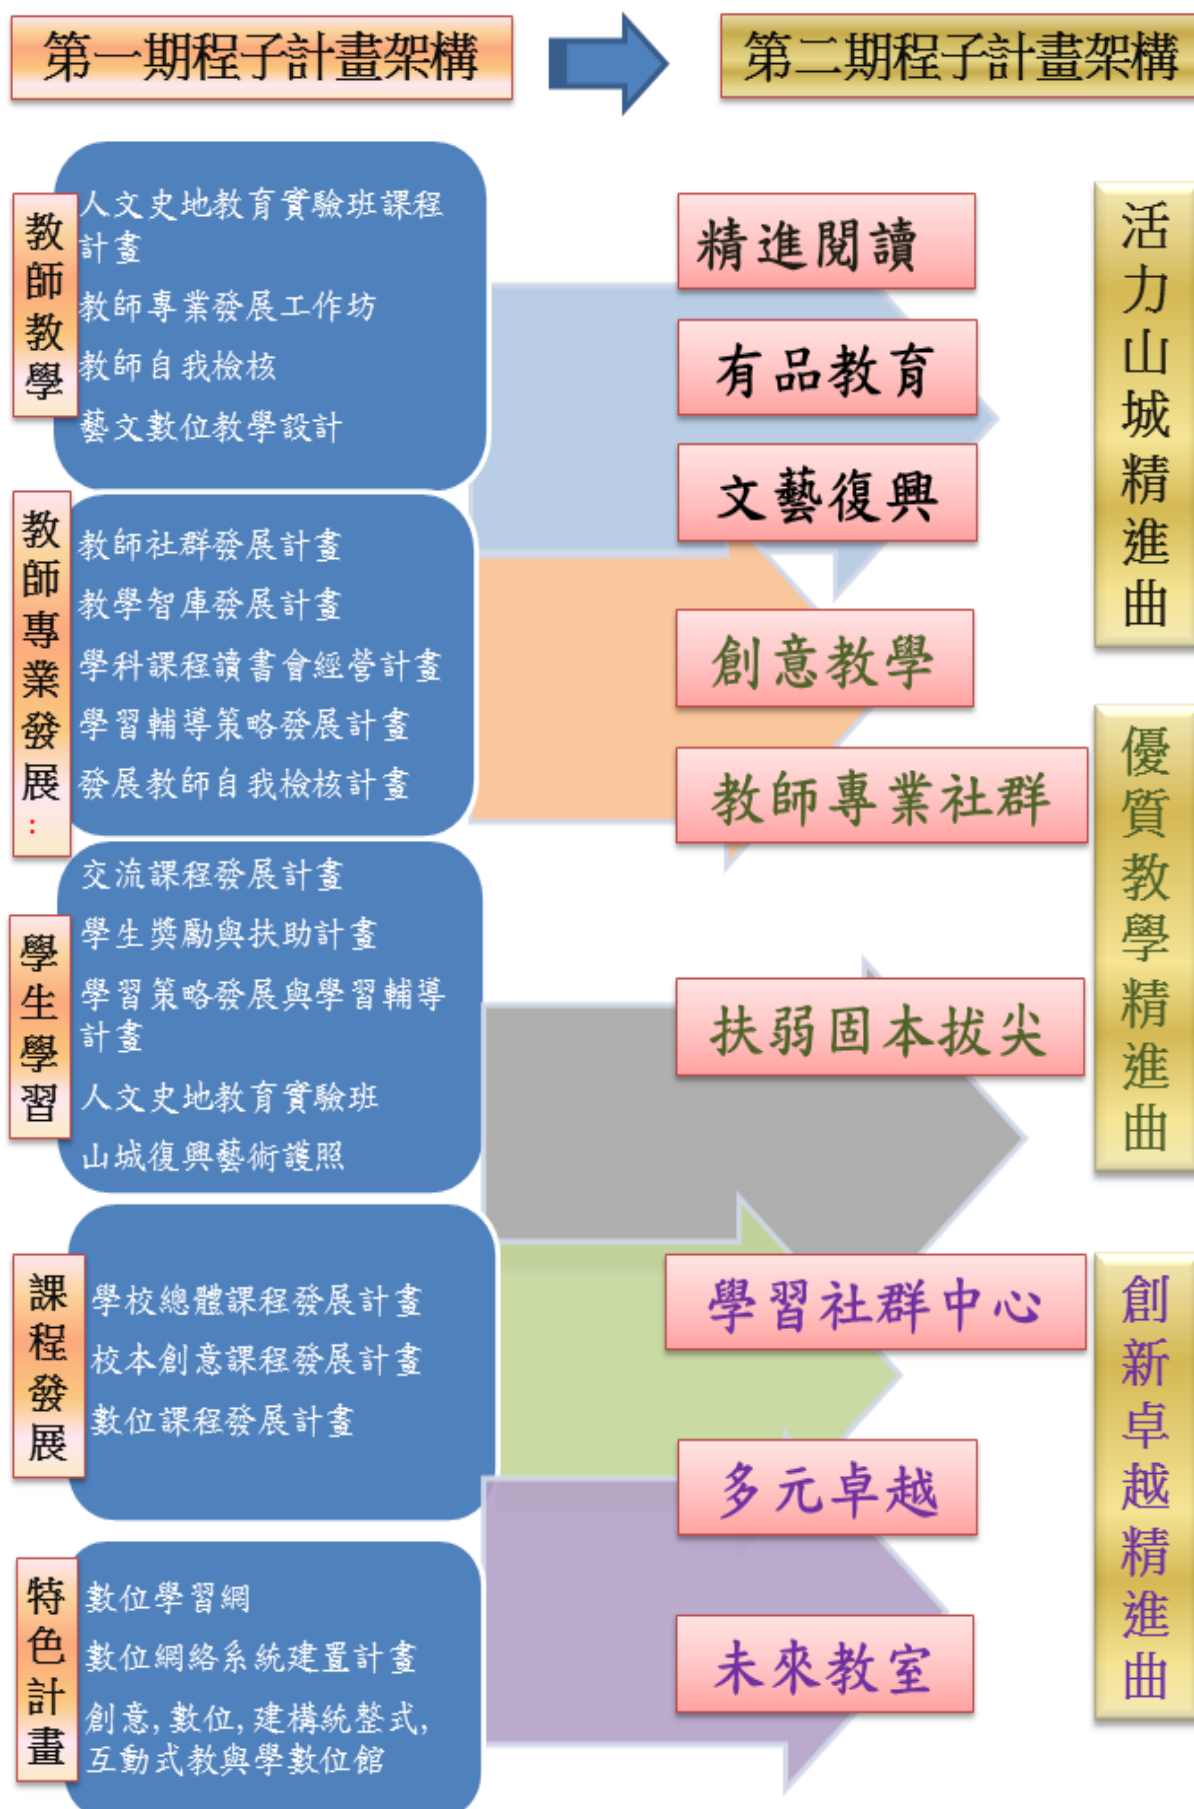 第一期程子計畫架構
第二期程子計畫架構
教師教學
人文史地教育實驗班課程
計畫
教師專業發展工作坊
教師自我檢核
藝文數位教學設計
教師專業發展：
教師社群發展計畫
教學智庫發展計畫
學科課程讀書會經營計畫
學習輔導策略發展計畫
發展教師自我檢核計畫
學生學習
交流課程發展計畫
學生獎勵與扶助計畫
學習策略發展與學習輔導
計畫
人文史地教育實驗班
山城復興藝術護照
課程發展
學校總體課程發展計畫
校本創意課程發展計畫
數位課程發展計畫
特色計畫
數位學習網
數位網絡系統建置計畫
創意,數位,建構統整式,
互動式教與學數位館
精進閱讀
有品教育
文藝復興
創意教學
教師專業社群
扶弱固本拔尖
學習社群中心
多元卓越
未來教室
活力山城精進曲
優質教學精進曲
創新卓越精進曲